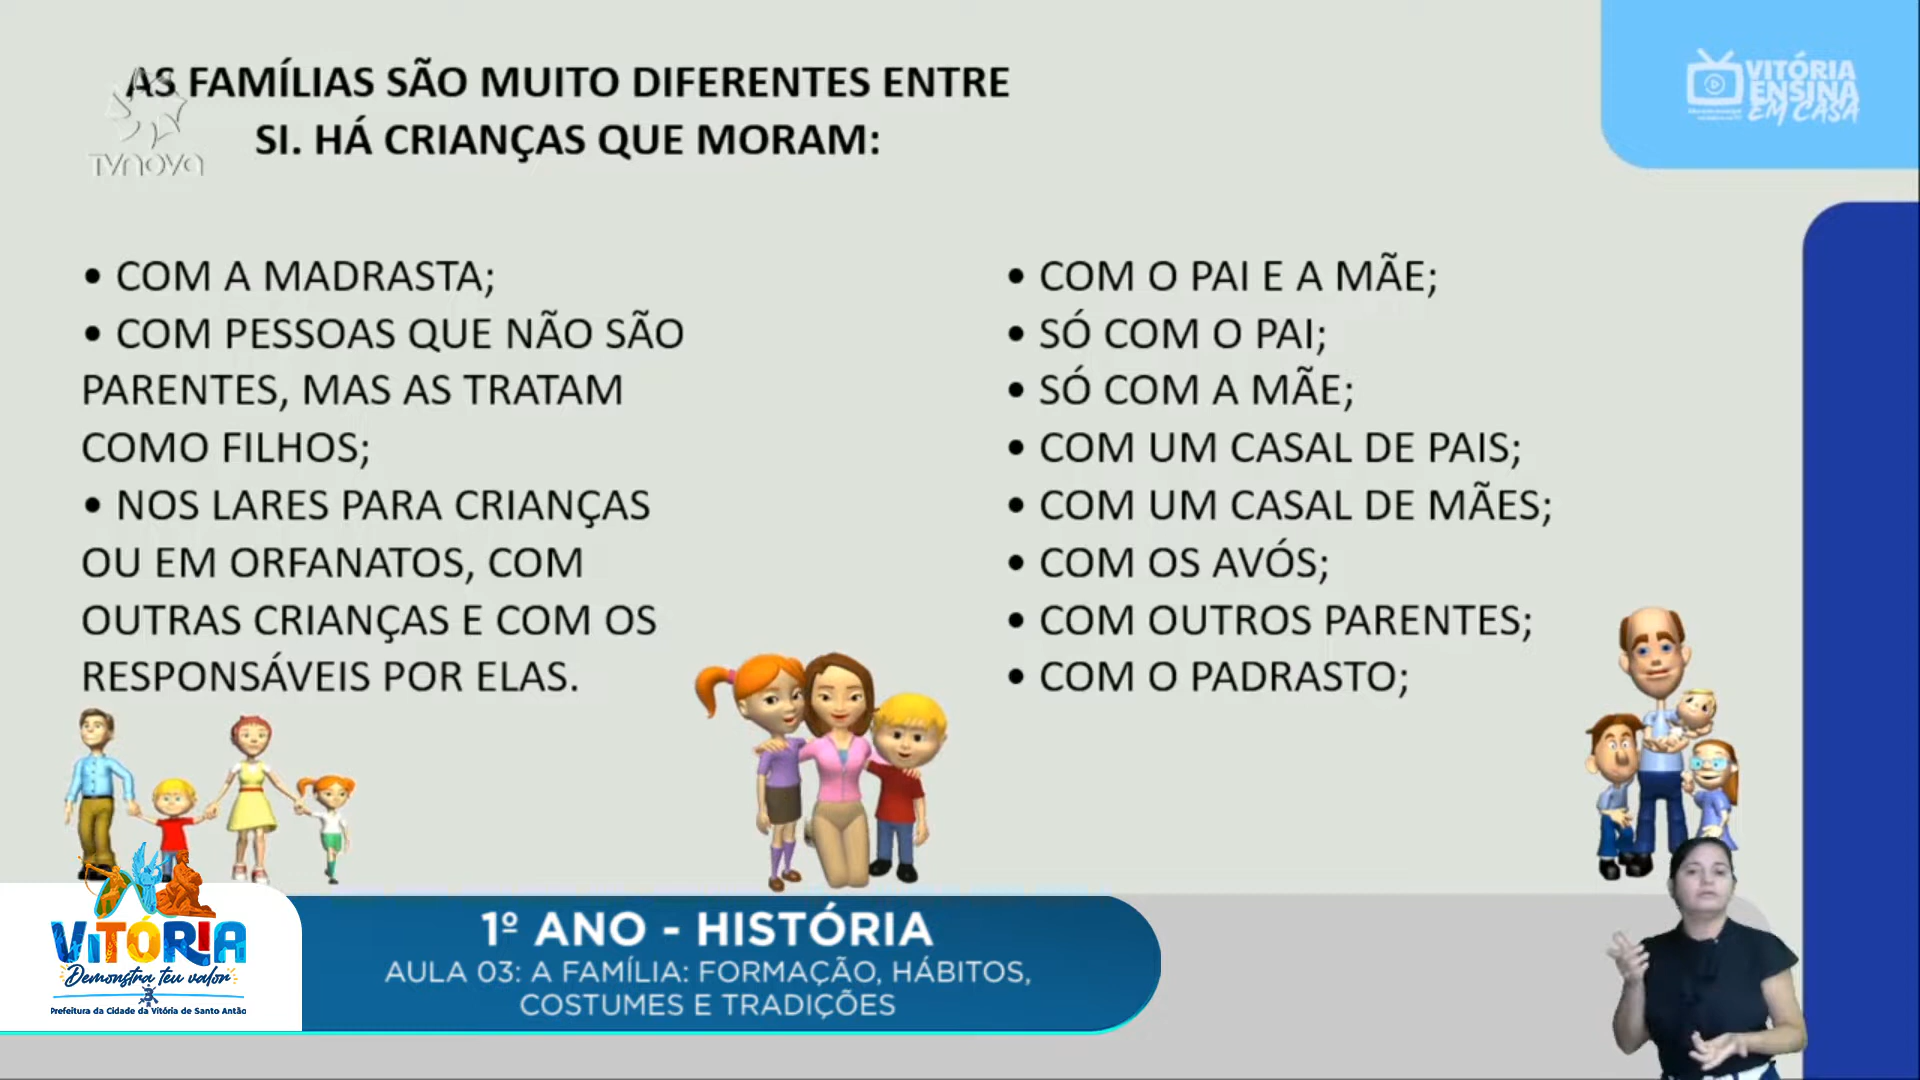 AS FAMÍLIAS SÃO MUITO DIFERENTES ENTRE
SI. HÁ CRIANÇAS QUE MORAM:
TVNOVA
VITÓRIA
ENSINA
EM CASA
• COM A MADRASTA;
• COM PESSOAS QUE NÃO SÃO
PARENTES, MAS AS TRATAM
COMO FILHOS;
• NOS LARES PARA CRIANÇAS
OU EM ORFANATOS, COM
OUTRAS CRIANÇAS E COM OS
RESPONSÁVEIS POR ELAS.
• COM O PAI E A MÃE;
• SÓ COM O PAI;
• SÓ COM A MÃE;
• COM UM CASAL DE PAIS;
• COM UM CASAL DE MÃES;
• COM OS AVÓS;
• COM OUTROS PARENTES;
• COM O PADRASTO;
VITÓRIA
Demonstra teu valor
Prefeitura da Cidade da Vitória de Santo Antão
1º ANO - HISTÓRIA
AULA 03: A FAMÍLIA: FORMAÇÃO, HÁBITOS,
COSTUMES E TRADIÇÕES